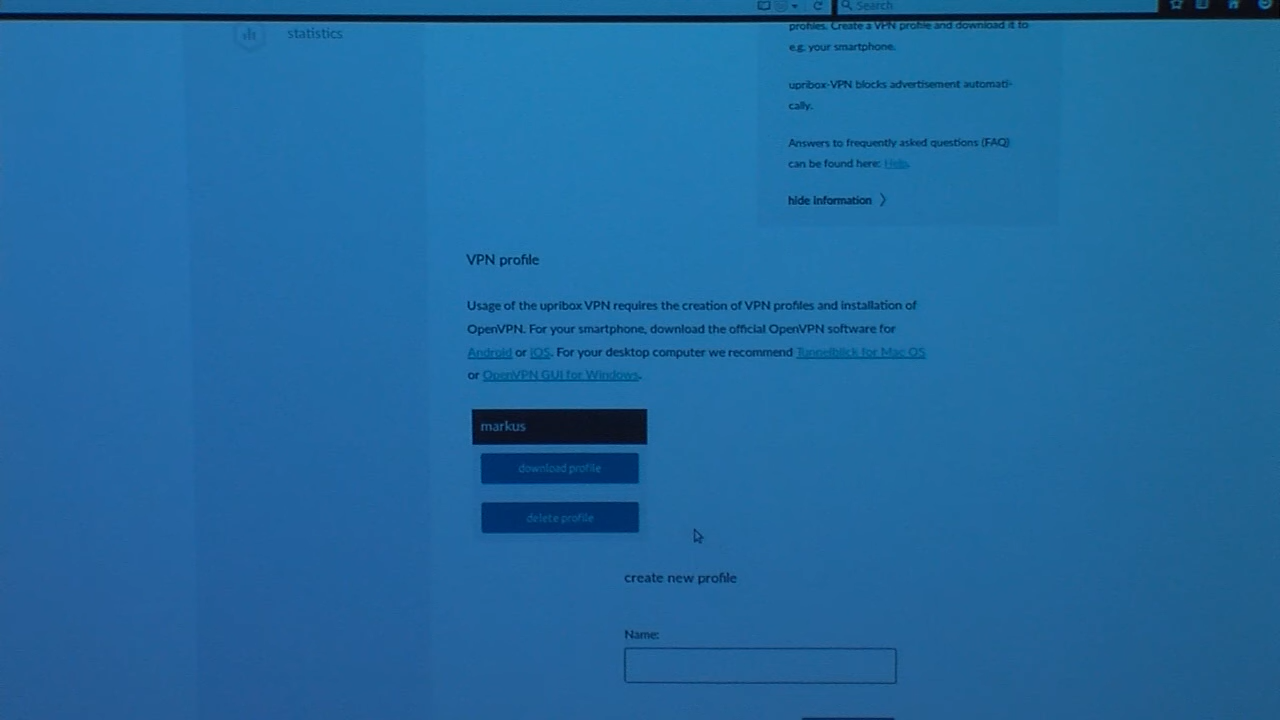 Search
statistics
profiles. Create a VPN profile and download it to
e.g. your smartphone.
upribox-VPN blocks advertisement automati-
cally.
Answers to frequently asked questions (FAQ)
can be found here: Help.
hide information
VPN profile
Usage of the upribox VPN requires the creation of VPN profiles and installation of
OpenVPN. For your smartphone, download the official OpenVPN software for
Android or iOS. For your desktop computer we recommend Tunnelblick for Mac OS
or OpenVPN GUI for Windows.
markus
download profile
delete profile
create new profile
Name: